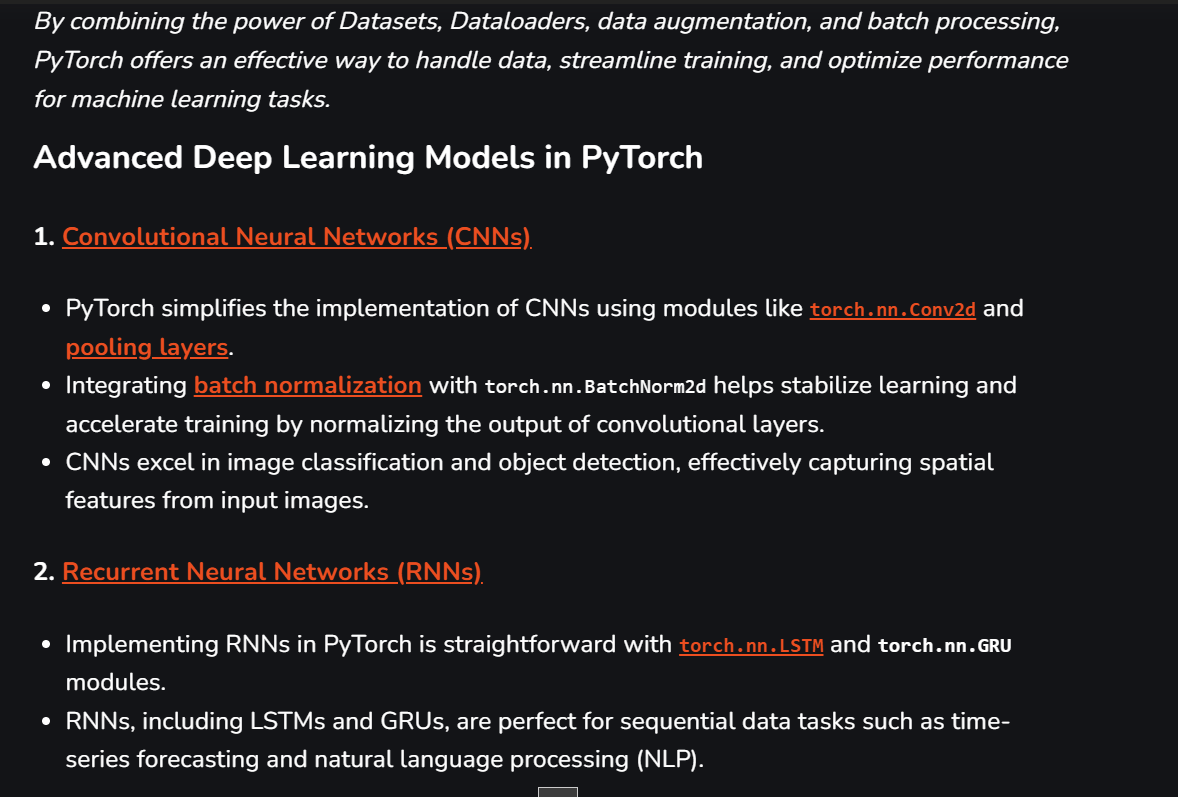 By combining the power of Datasets, Dataloaders, data augmentation, and batch processing,
PyTorch offers an effective way to handle data, streamline training, and optimize performance
for machine learning tasks.
Advanced Deep Learning Models in PyTorch
1. Convolutional Neural Networks (CNNs)
• PyTorch simplifies the implementation of CNNs using modules like torch.nn.Conv2d and
pooling layers.
• Integrating batch normalization with torch.nn.BatchNorm2d helps stabilize learning and
accelerate training by normalizing the output of convolutional layers.
• CNNs excel in image classification and object detection, effectively capturing spatial
features from input images.
2. Recurrent Neural Networks (RNNs)
• Implementing RNNs in PyTorch is straightforward with torch.nn.LSTM and torch.nn.GRU
modules.
• RNNs, including LSTMs and GRUs, are perfect for sequential data tasks such as time-
series forecasting and natural language processing (NLP).